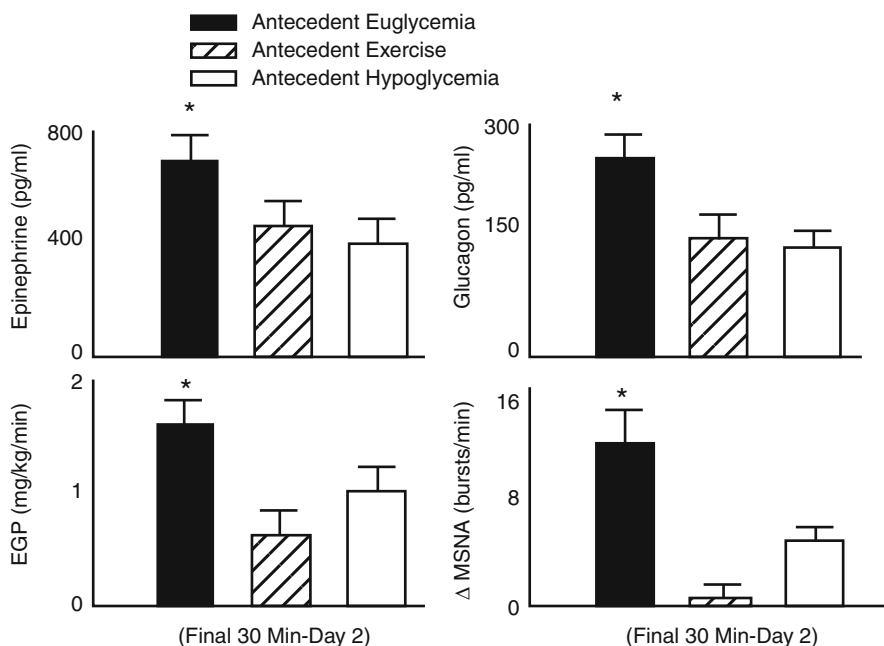 Antecedent Euglycemia
Antecedent Exercise
Antecedent Hypoglycemia
*
800
400
0
Epinephrine (pg/ml)
*
300
150
0
Glucagon (pg/ml)
*
2
1
0
EGP (mg/kg/min)
(Final 30 Min-Day 2)
*
16
8
0
Δ MSNA (bursts/min)
(Final 30 Min-Day 2)